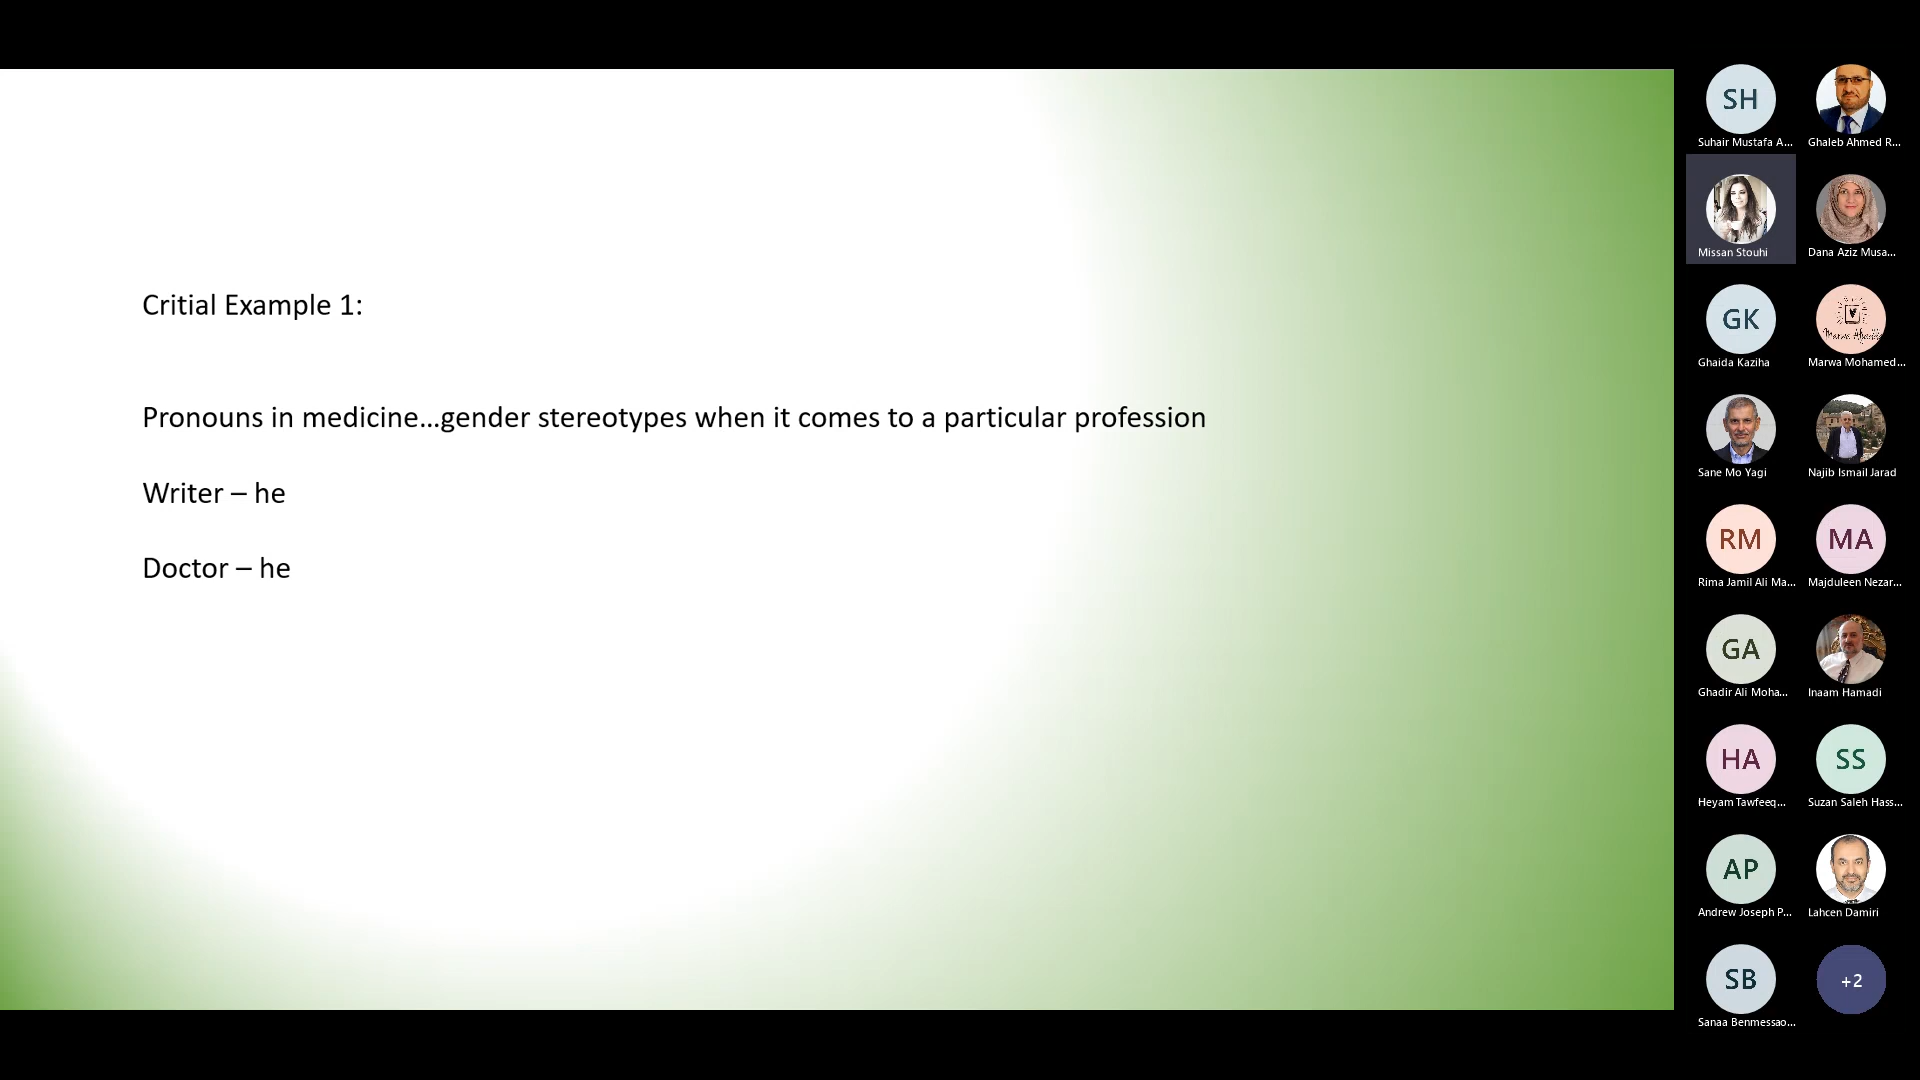 Critial Example 1:
Pronouns in medicine...gender stereotypes when it comes to a particular profession
Writer – he
Doctor – he
SH
Suhair Mustafa A...
Ghaleb Ahmed R...
Missan Stouhi
Dana Aziz Musa...
GK
Ghaida Kaziha
Marwa Mohamed...
Sane Mo Yagi
Najib Ismail Jarad
RM
MA
Rima Jamil Ali Ma...
Majduleen Nezar...
GA
Ghadir Ali Moha...
Inaam Hamadi
HA
SS
Heyam Tawfeeq...
Suzan Saleh Hass...
AP
Andrew Joseph P...
Lahcen Damiri
SB
+2
Sanaa Benmessao...